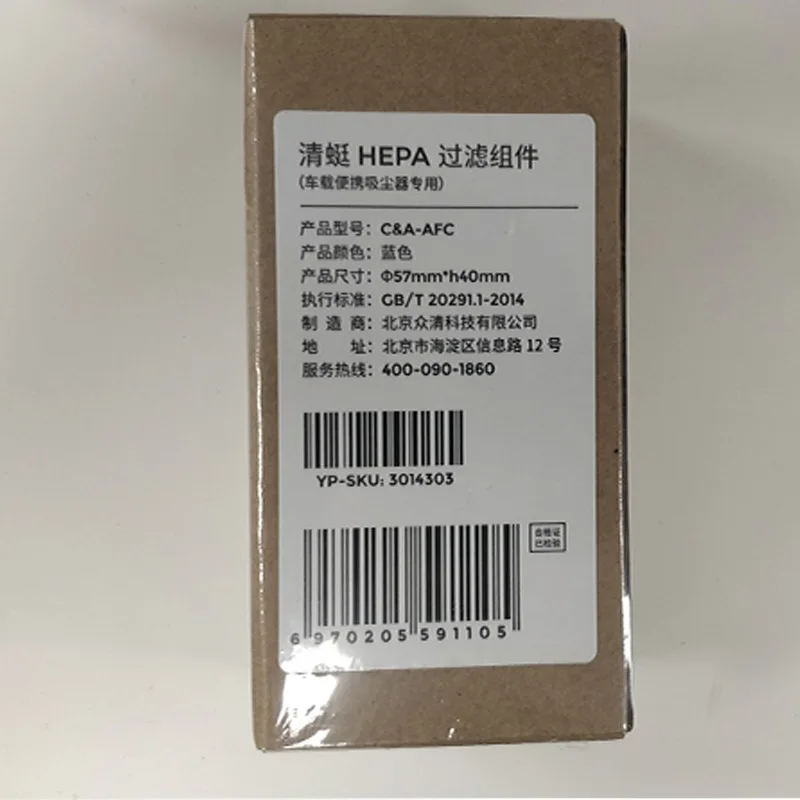 清蜓 HEPA 过滤组件
(车载便携吸尘器专用)
产品型号：C&A-AFC
产品颜色：蓝色
产品尺寸：Φ57mm*h40mm
执行标准：GB/T 20291.1-2014
制 造 商：北京众清科技有限公司
地 址：北京市海淀区信息路 12 号
服务热线：400-090-1860
YP-SKU: 3014303
合格证
已检验
6 970205 591105